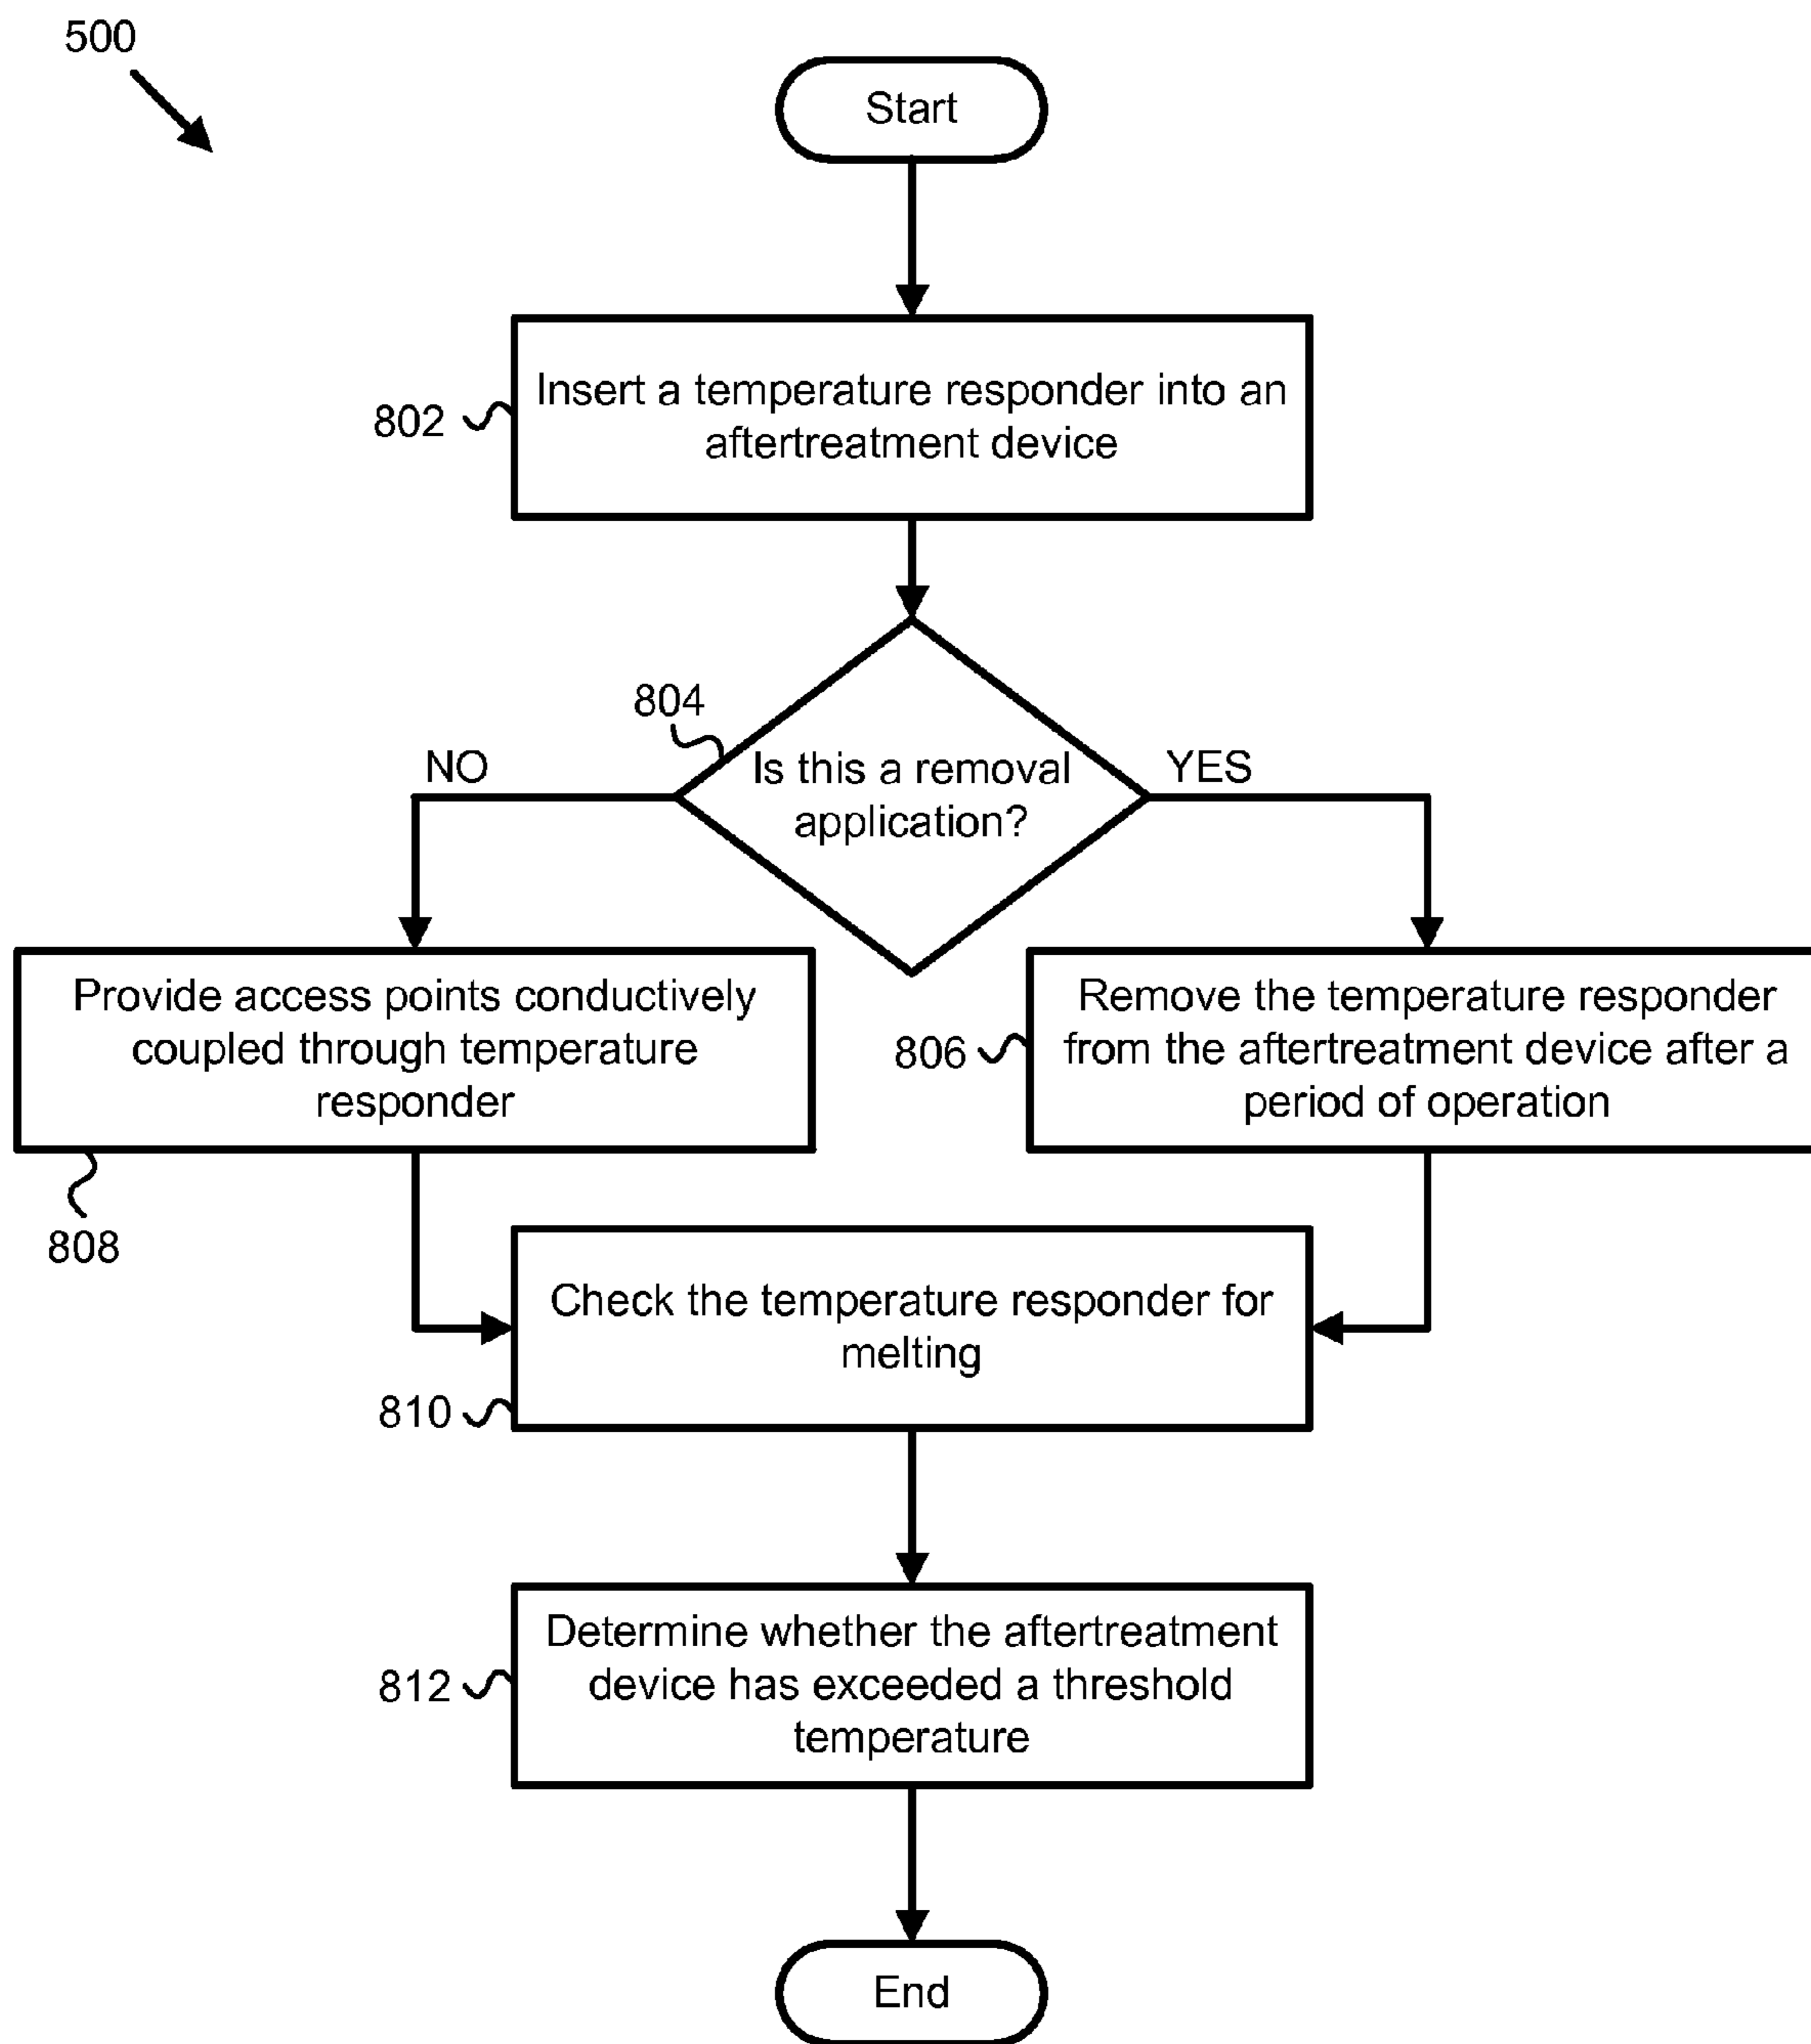 500
Start
802
Insert a temperature responder into an
aftertreatment device
804
Is this a removal
application?
NO
YES
Provide access points conductively
coupled through temperature
responder
808
806
Remove the temperature responder
from the aftertreatment device after a
period of operation
Check the temperature responder for
melting
810
Determine whether the aftertreatment
device has exceeded a threshold
temperature
812
End